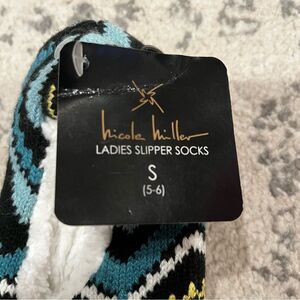 nicole miller
LADIES SLIPPER SOCKS
S
(5-6)